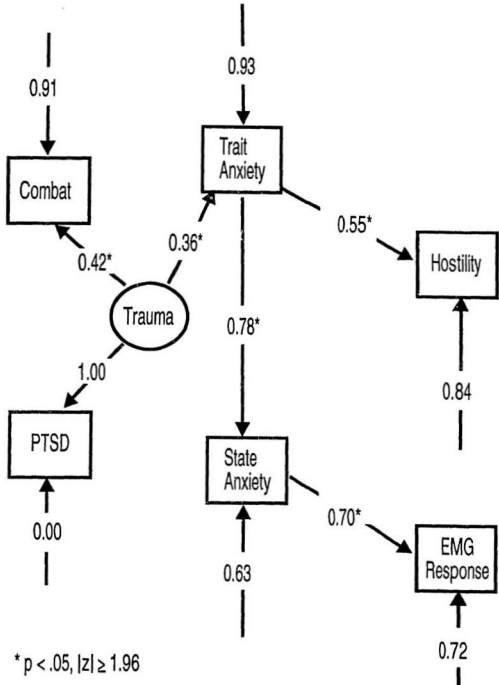 0.91
0.93
Combat
Trait
Anxiety
0.42*
0.36*
0.55*
Hostility
Trauma
0.78*
1.00
0.84
PTSD
State
Anxiety
0.70*
0.00
0.63
EMG
Response
0.72
* p < .05, |z| ≥ 1.96